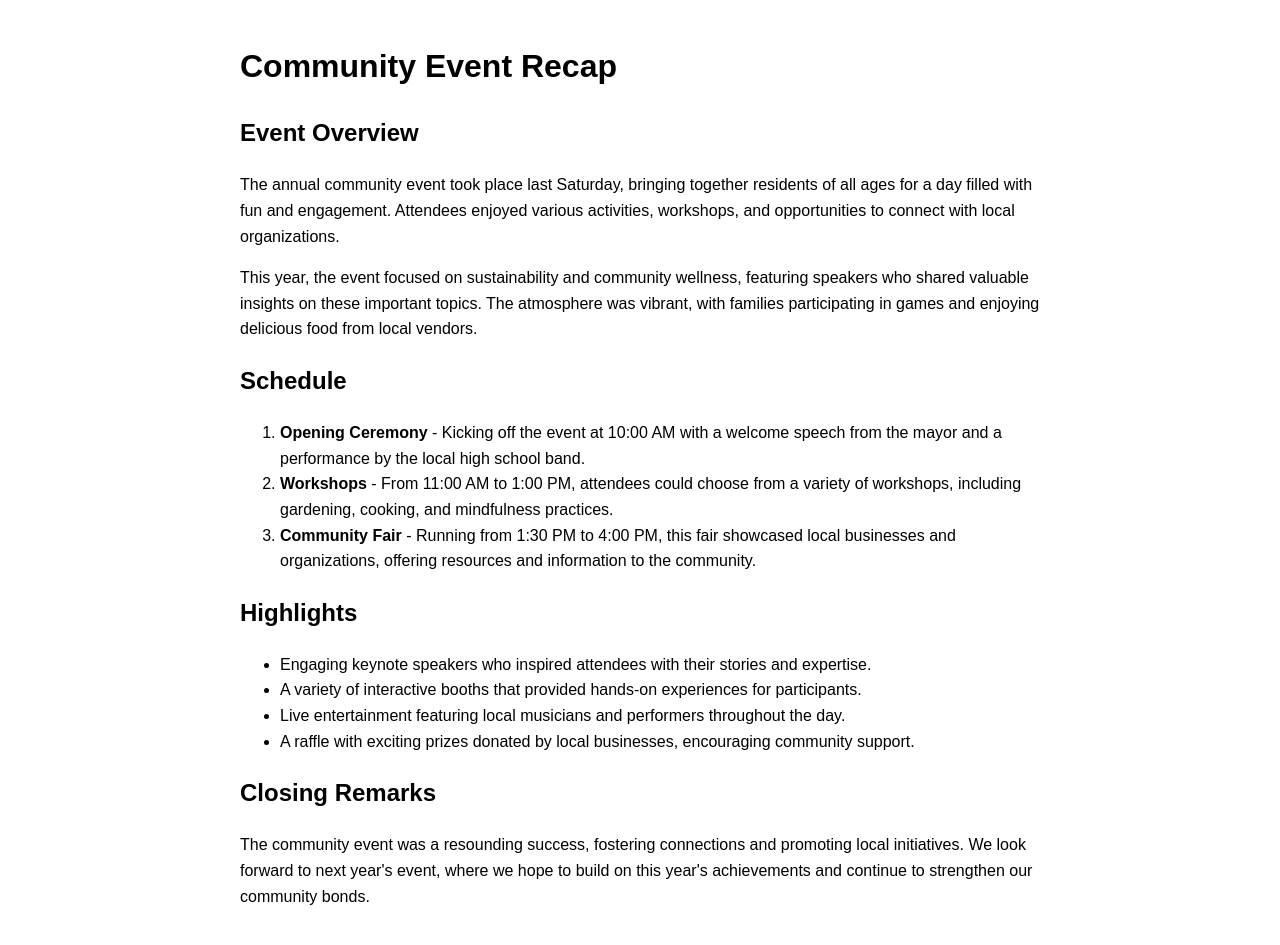 Community Event Recap
Event Overview
The annual community event took place last Saturday, bringing together residents of all ages for a day filled with
fun and engagement. Attendees enjoyed various activities, workshops, and opportunities to connect with local
organizations.
This year, the event focused on sustainability and community wellness, featuring speakers who shared valuable
insights on these important topics. The atmosphere was vibrant, with families participating in games and enjoying
delicious food from local vendors.
Schedule
1. Opening Ceremony - Kicking off the event at 10:00 AM with a welcome speech from the mayor and a
performance by the local high school band.
2. Workshops - From 11:00 AM to 1:00 PM, attendees could choose from a variety of workshops, including
gardening, cooking, and mindfulness practices.
3. Community Fair - Running from 1:30 PM to 4:00 PM, this fair showcased local businesses and
organizations, offering resources and information to the community.
Highlights
• Engaging keynote speakers who inspired attendees with their stories and expertise.
• A variety of interactive booths that provided hands-on experiences for participants.
• Live entertainment featuring local musicians and performers throughout the day.
• A raffle with exciting prizes donated by local businesses, encouraging community support.
Closing Remarks
The community event was a resounding success, fostering connections and promoting local initiatives. We look
forward to next year's event, where we hope to build on this year's achievements and continue to strengthen our
community bonds.